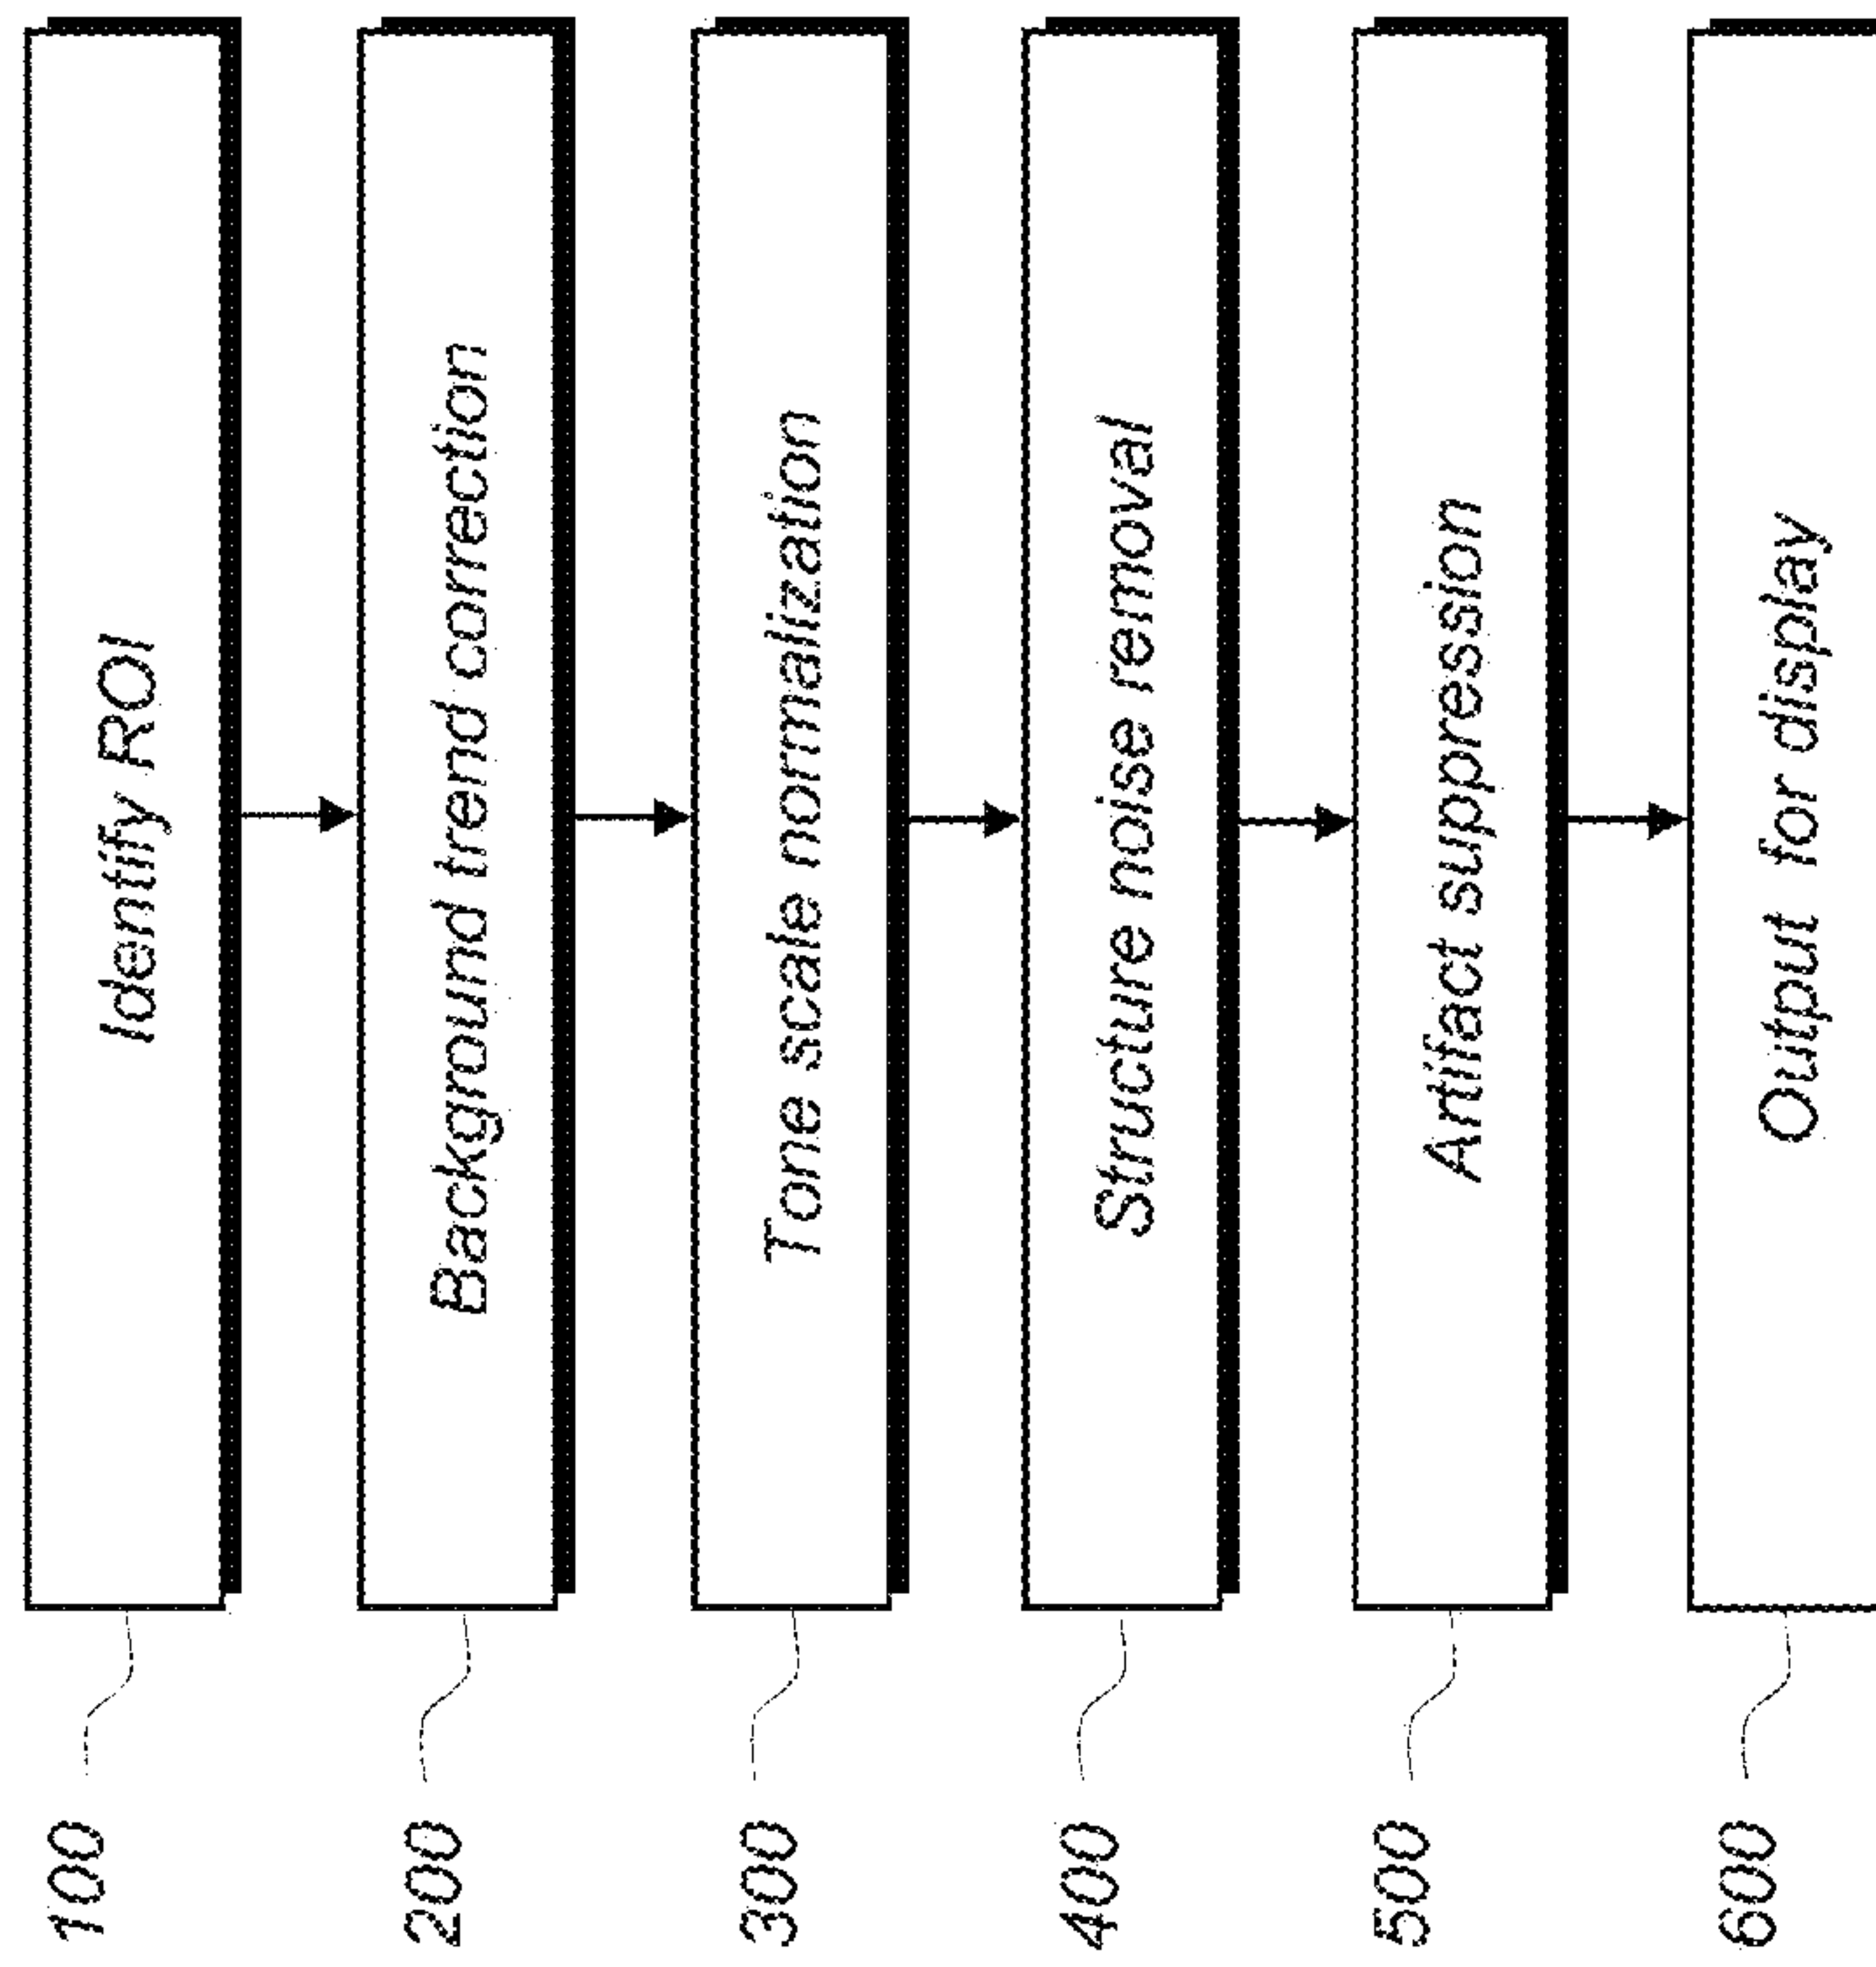 100 Identify ROI
200 Background trend correction
300 Tone scale normalization
400 Structure noise removal
500 Artifact suppression
600 Output for display